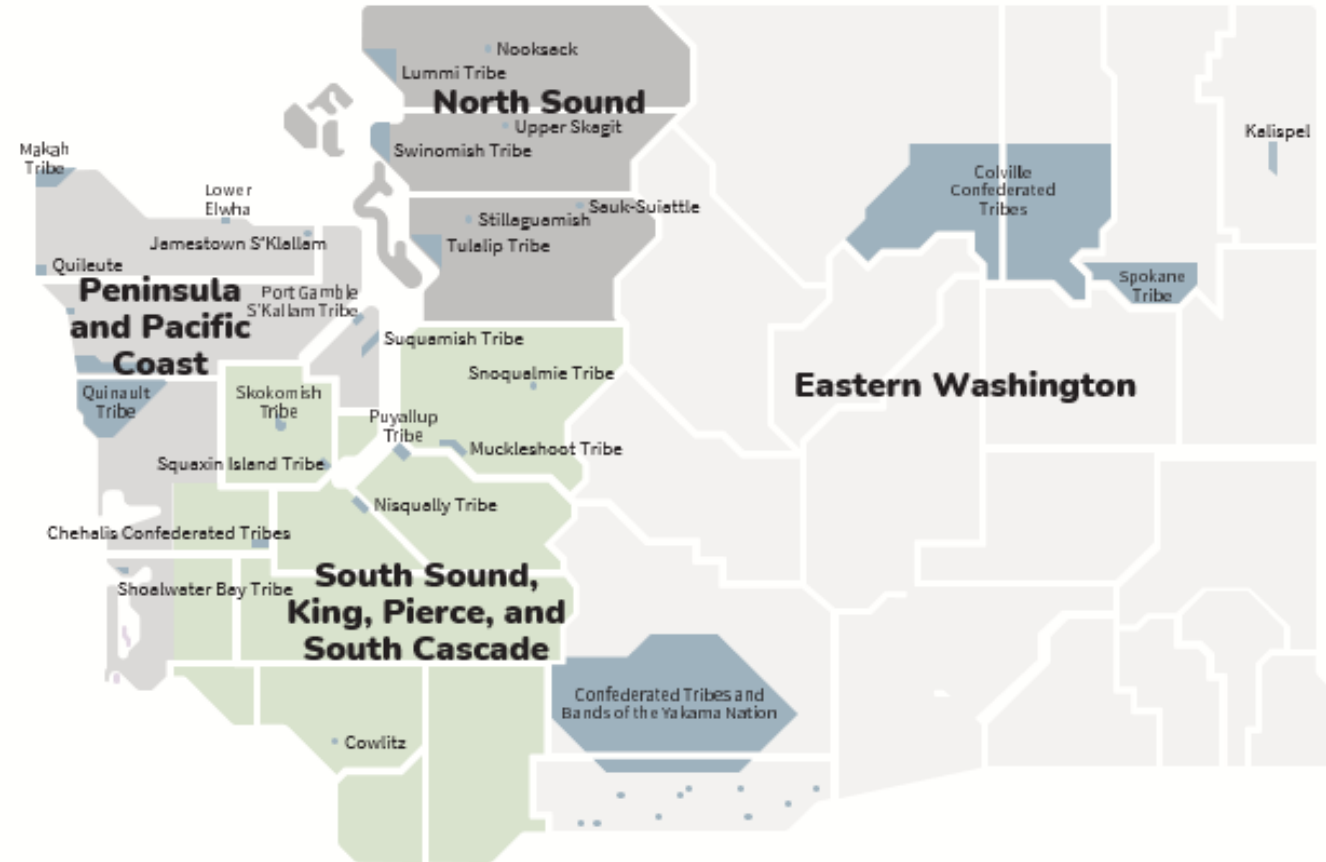 Nooksack
Lummi Tribe
North Sound
Upper Skagit
Swinomish Tribe
Sauk-Suiattle
Stillaguamish
Tulalip Tribe
Makah
Tribe
Lower
Elwha
Jamestown S'Klallam
Quileute
Peninsula
and Pacific
Coast
Port Gamble
S'Kallam Tribe
Quinault
Tribe
Suquamish Tribe
Snoqualmie Tribe
Skokomish
Tribe
Puyallup
Tribe
Muckleshoot Tribe
Squaxin Island Tribe
Nisqually Tribe
Chehalis Confederated Tribes
Shoalwater Bay Tribe
South Sound,
King, Pierce, and
South Cascade
Cowlitz
Kalispel
Colville
Confederated
Tribes
Spokane
Tribe
Eastern Washington
Confederated Tribes and
Bands of the Yakama Nation